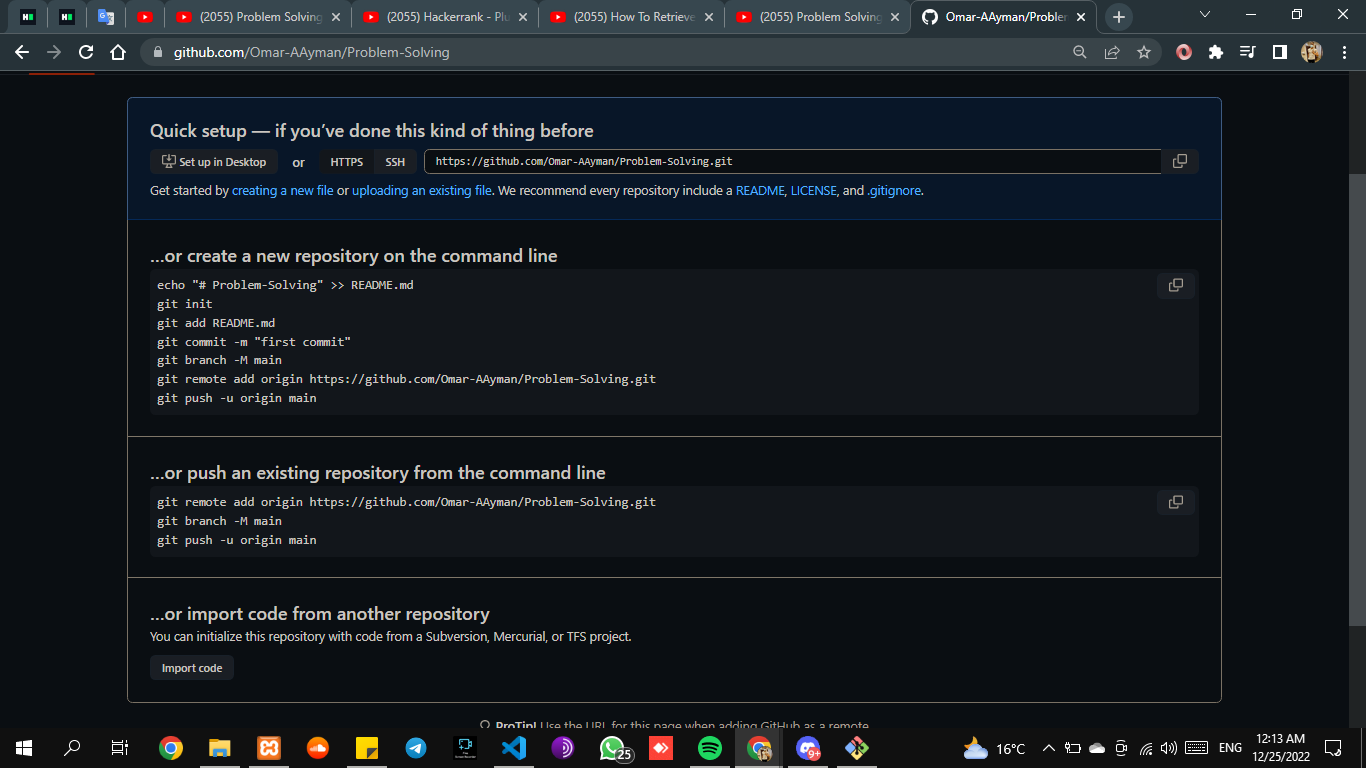 (2055) Problem Solving
(2055) Hackerrank - Plu
(2055) How To Retrieve
(2055) Problem Solving
Omar-AAyman/Problem
github.com/Omar-AAyman/Problem-Solving
Quick setup — if you’ve done this kind of thing before
Set up in Desktop or HTTPS SSH https://github.com/Omar-AAyman/Problem-Solving.git
Get started by creating a new file or uploading an existing file. We recommend every repository include a README, LICENSE, and .gitignore.
…or create a new repository on the command line
echo "# Problem-Solving" >> README.md
git init
git add README.md
git commit -m "first commit"
git branch -M main
git remote add origin https://github.com/Omar-AAyman/Problem-Solving.git
git push -u origin main
…or push an existing repository from the command line
git remote add origin https://github.com/Omar-AAyman/Problem-Solving.git
git branch -M main
git push -u origin main
…or import code from another repository
You can initialize this repository with code from a Subversion, Mercurial, or TFS project.
Import code
ProTip! Use the URL for this page when adding GitHub as a remote.
25
9+
16°C
ENG
12:13 AM
12/25/2022